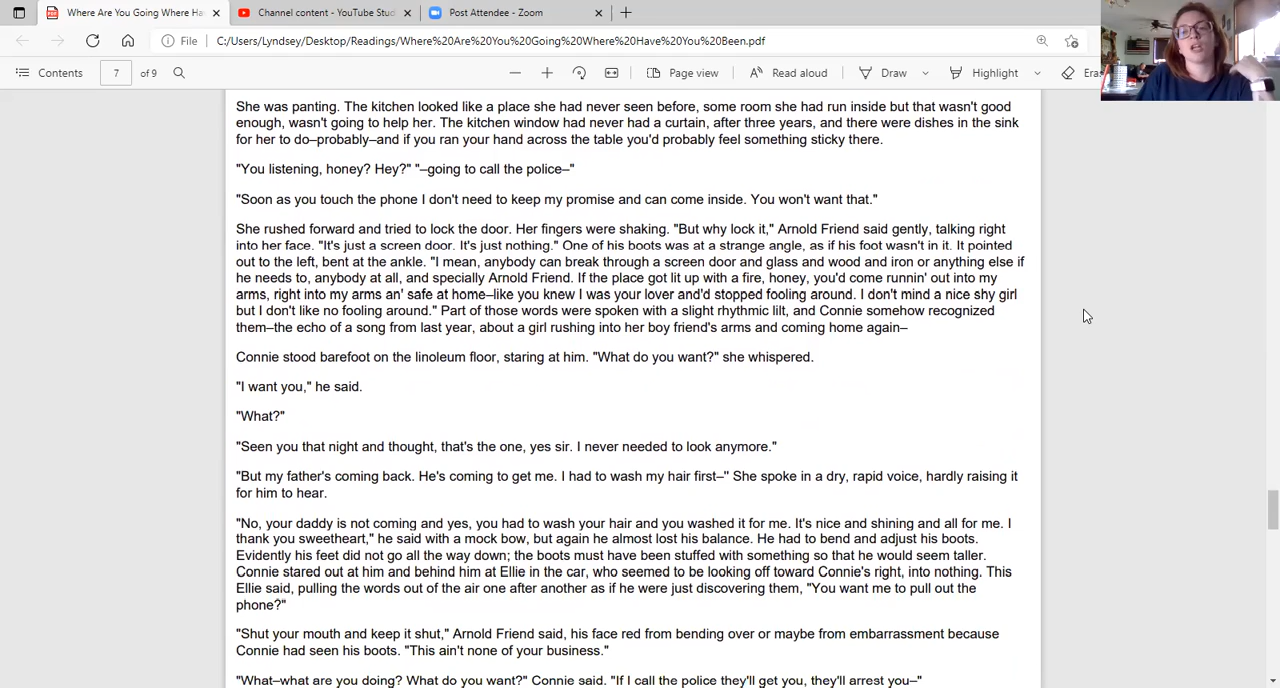 Where Are You Going Where Ha
Channel content - YouTube Stud
Post Attendee - Zoom
File
C:/Users/Lyndsey/Desktop/Readings/Where%20Are%20You%20Going%20Where%20Have%20You%20Been.pdf
Contents
7
of 9
Page view
Read aloud
Draw
Highlight
Eras
She was panting. The kitchen looked like a place she had never seen before, some room she had run inside but that wasn't good
enough, wasn't going to help her. The kitchen window had never had a curtain, after three years, and there were dishes in the sink
for her to do–probably–and if you ran your hand across the table you'd probably feel something sticky there.
"You listening, honey? Hey?" "–going to call the police–"
"Soon as you touch the phone I don't need to keep my promise and can come inside. You won't want that."
She rushed forward and tried to lock the door. Her fingers were shaking. "But why lock it," Arnold Friend said gently, talking right
into her face. "It's just a screen door. It's just nothing." One of his boots was at a strange angle, as if his foot wasn't in it. It pointed
out to the left, bent at the ankle. "I mean, anybody can break through a screen door and glass and wood and iron or anything else if
he needs to, anybody at all, and specially Arnold Friend. If the place got lit up with a fire, honey, you'd come runnin' out into my
arms, right into my arms an' safe at home–like you knew I was your lover and'd stopped fooling around. I don't mind a nice shy girl
but I don't like no fooling around." Part of those words were spoken with a slight rhythmic lilt, and Connie somehow recognized
them–the echo of a song from last year, about a girl rushing into her boy friend's arms and coming home again–
Connie stood barefoot on the linoleum floor, staring at him. "What do you want?" she whispered.
"I want you," he said.
"What?"
"Seen you that night and thought, that's the one, yes sir. I never needed to look anymore."
"But my father's coming back. He's coming to get me. I had to wash my hair first–" She spoke in a dry, rapid voice, hardly raising it
for him to hear.
"No, your daddy is not coming and yes, you had to wash your hair and you washed it for me. It's nice and shining and all for me. I
thank you sweetheart," he said with a mock bow, but again he almost lost his balance. He had to bend and adjust his boots.
Evidently his feet did not go all the way down; the boots must have been stuffed with something so that he would seem taller.
Connie stared out at him and behind him at Ellie in the car, who seemed to be looking off toward Connie's right, into nothing. This
Ellie said, pulling the words out of the air one after another as if he were just discovering them, "You want me to pull out the
phone?"
"Shut your mouth and keep it shut," Arnold Friend said, his face red from bending over or maybe from embarrassment because
Connie had seen his boots. "This ain't none of your business."
"What–what are you doing? What do you want?" Connie said. "If I call the police they'll get you, they'll arrest you–"